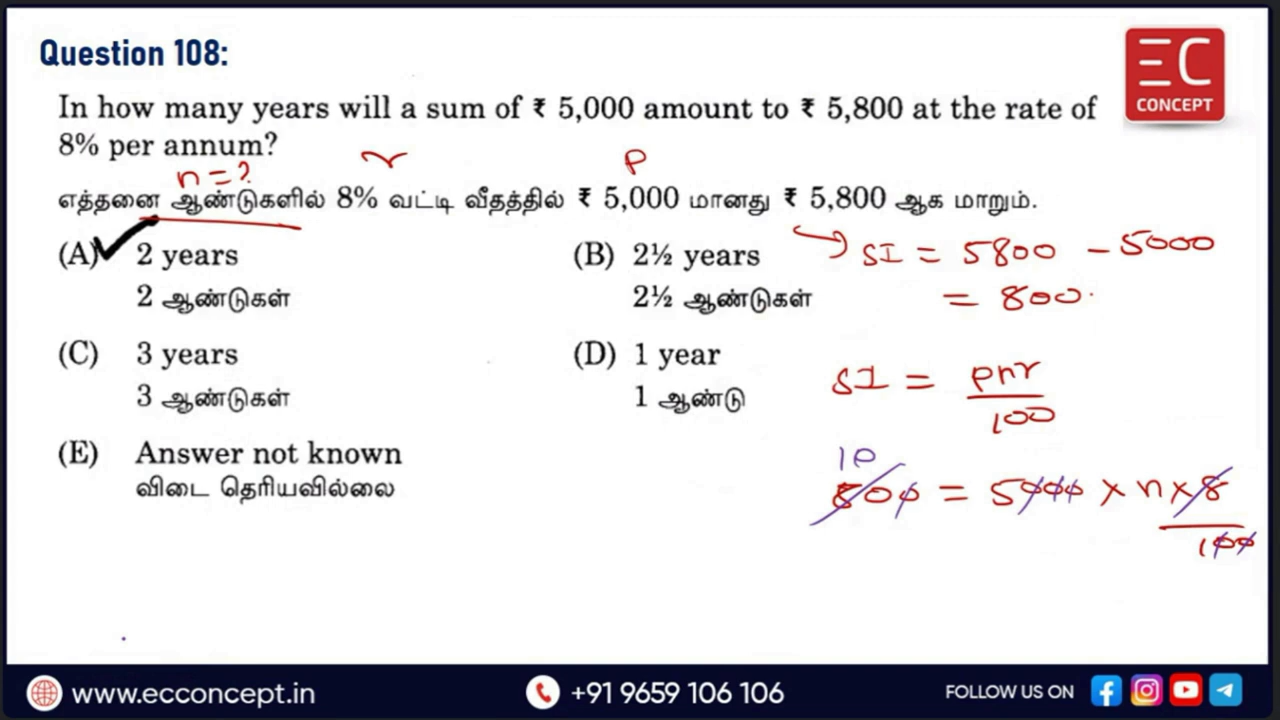 Question 108:
EC
CONCEPT
In how many years will a sum of ₹ 5,000 amount to ₹ 5,800 at the rate of
8% per annum?
n = ?
r
P
எத்தனை ஆண்டுகளில் 8% வட்டி வீதத்தில் ₹ 5,000 மானது ₹ 5,800 ஆக மாறும்.
(A) 2 years
2 ஆண்டுகள்
(B) 2½ years
2½ ஆண்டுகள்
(C) 3 years
3 ஆண்டுகள்
(D) 1 year
1 ஆண்டு
(E) Answer not known
விடை தெரியவில்லை
SI = 5800 - 5000
= 800.
SI = pnr
100
10
800 = 5000 x n x 8
100
www.ecconcept.in
+91 9659 106 106
FOLLOW US ON